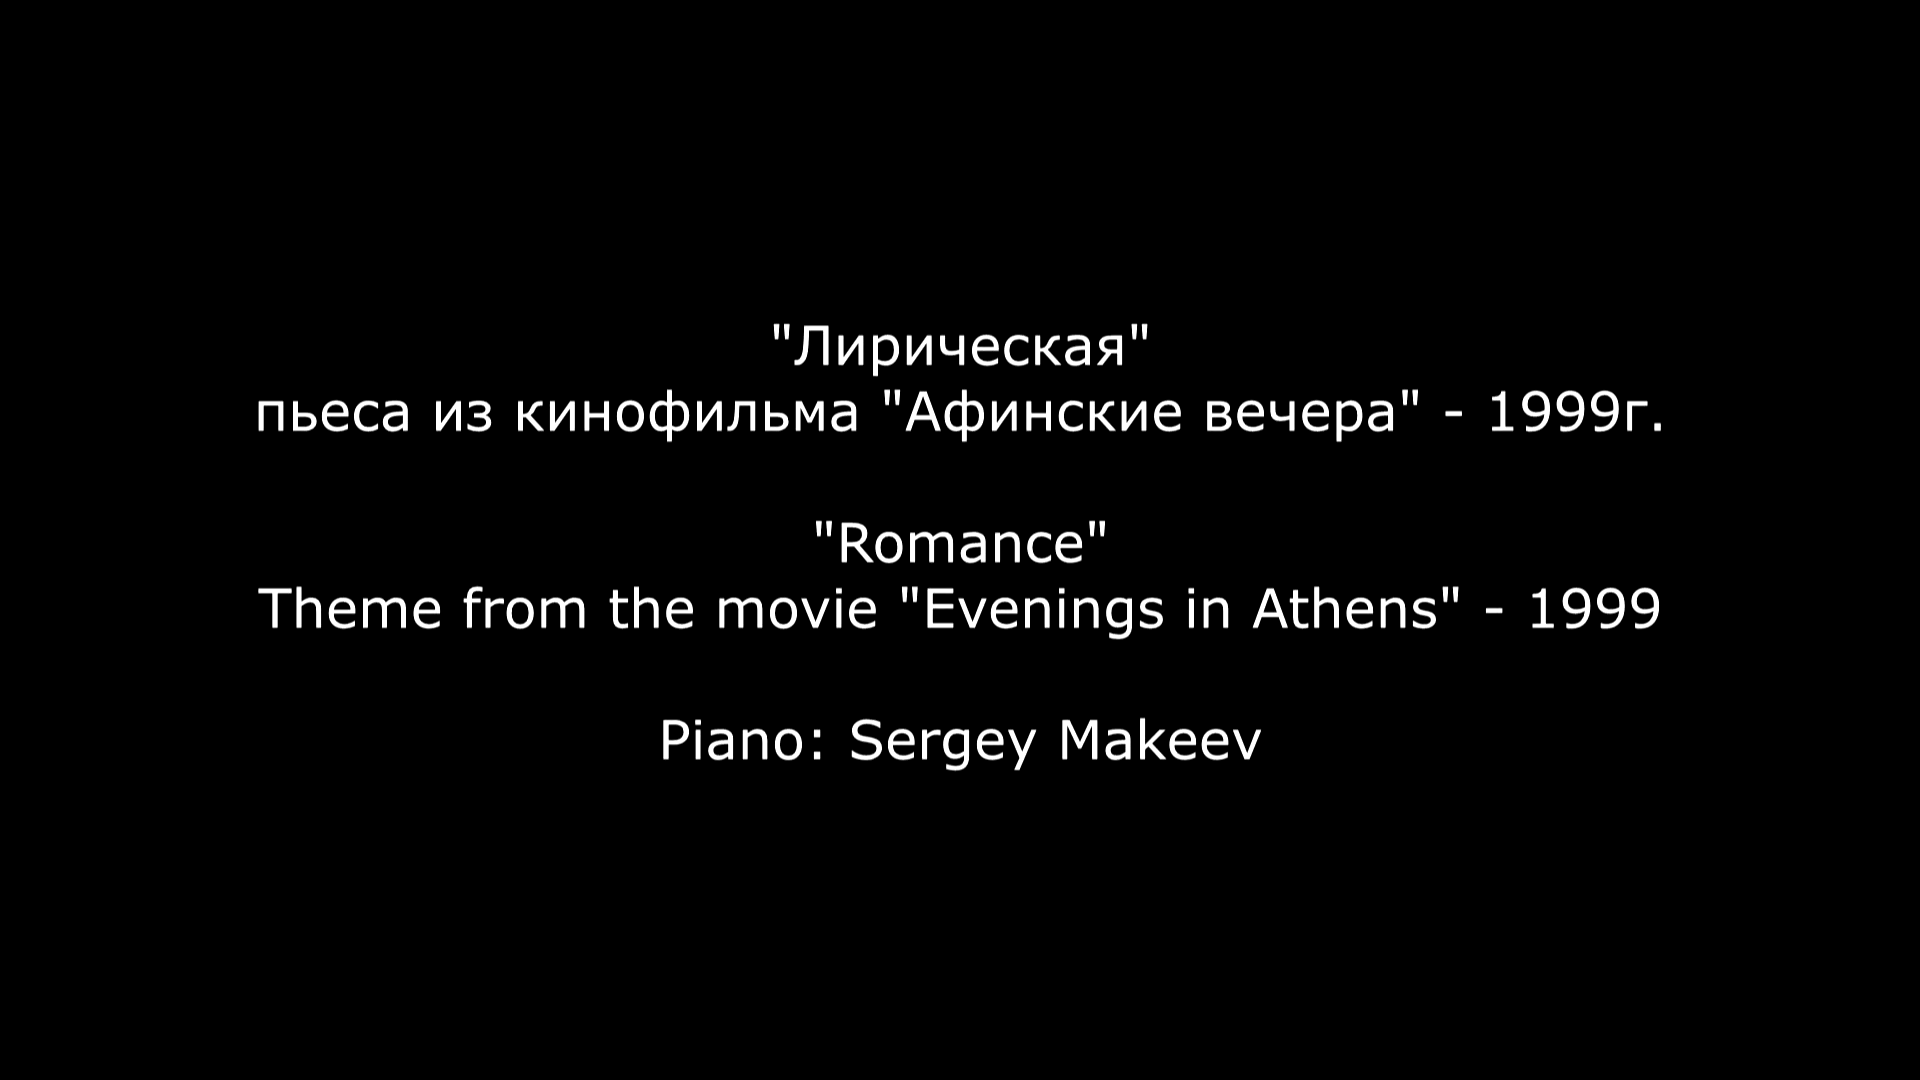 "Лирическая"
пьеса из кинофильма "Афинские вечера" - 1999г.
"Romance"
Theme from the movie "Evenings in Athens" - 1999
Piano: Sergey Makeev